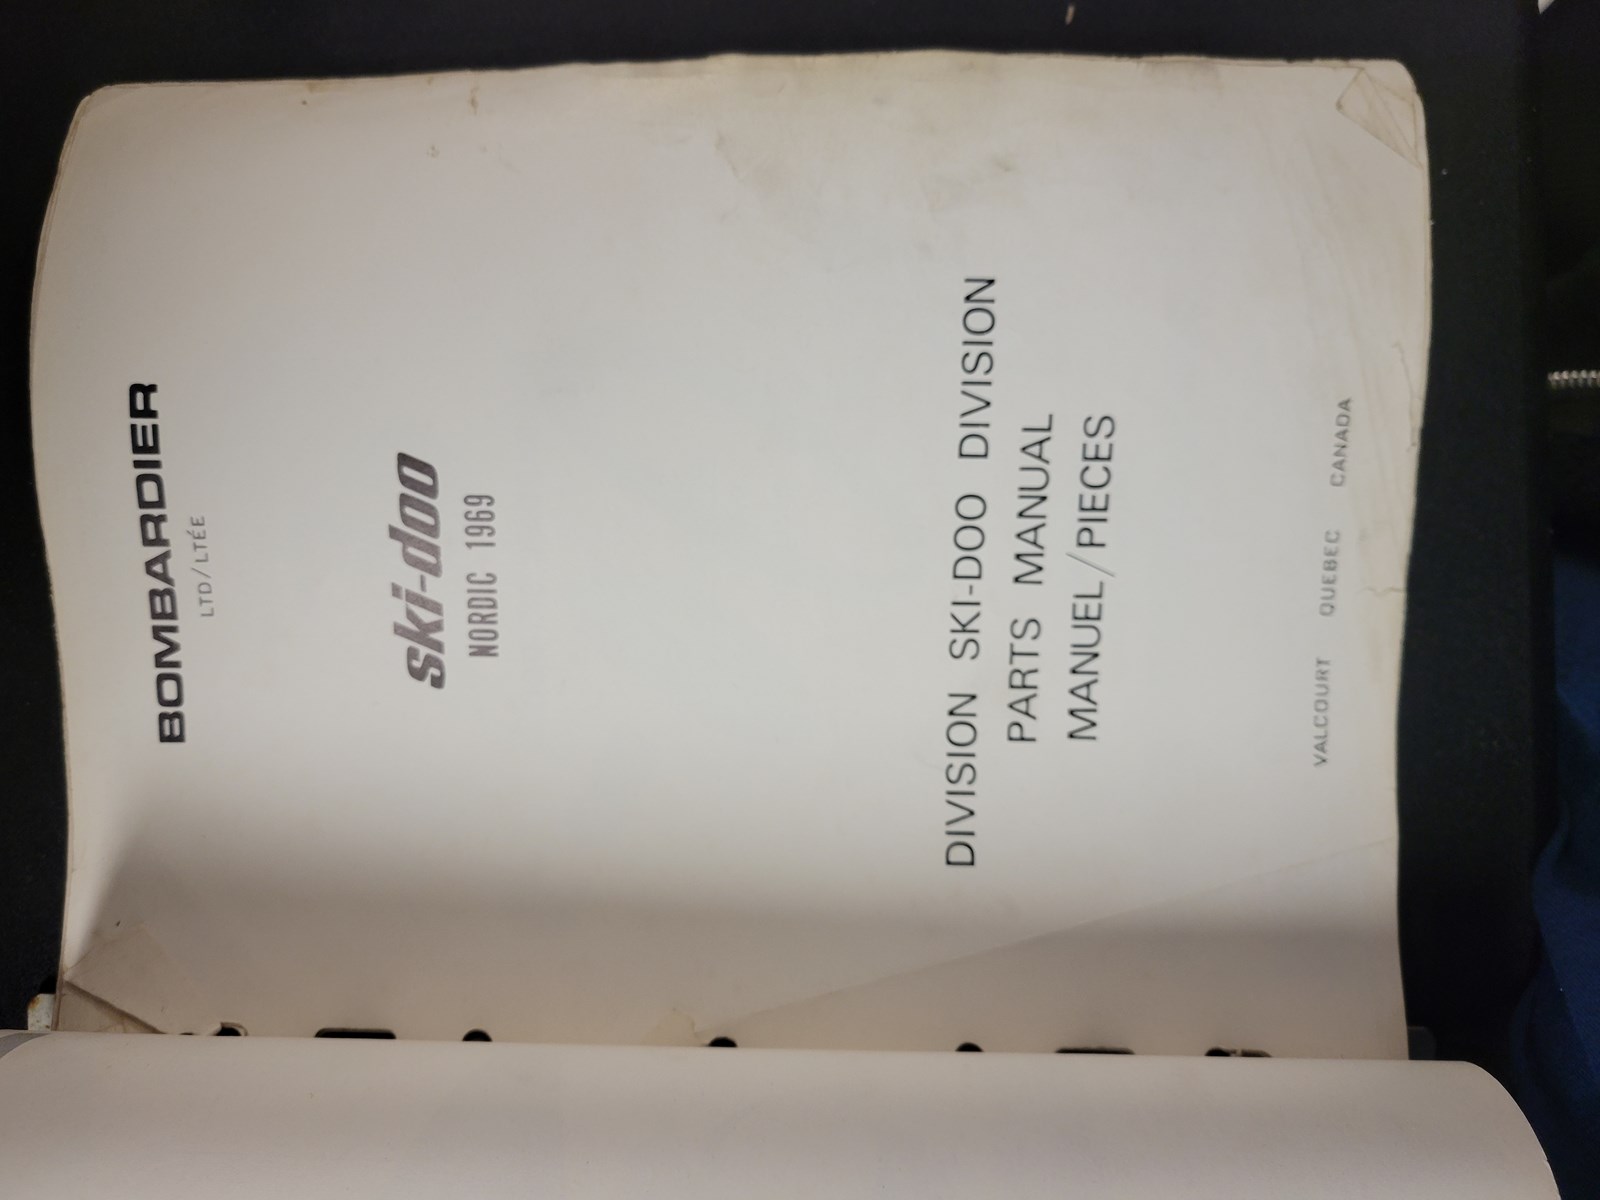 BOMBARDIER
LTD/LTÉE
ski-doo
NORDIC 1969
DIVISION SKI-DOO DIVISION
PARTS MANUAL
MANUEL/PIECES
VALCOURT QUEBEC CANADA